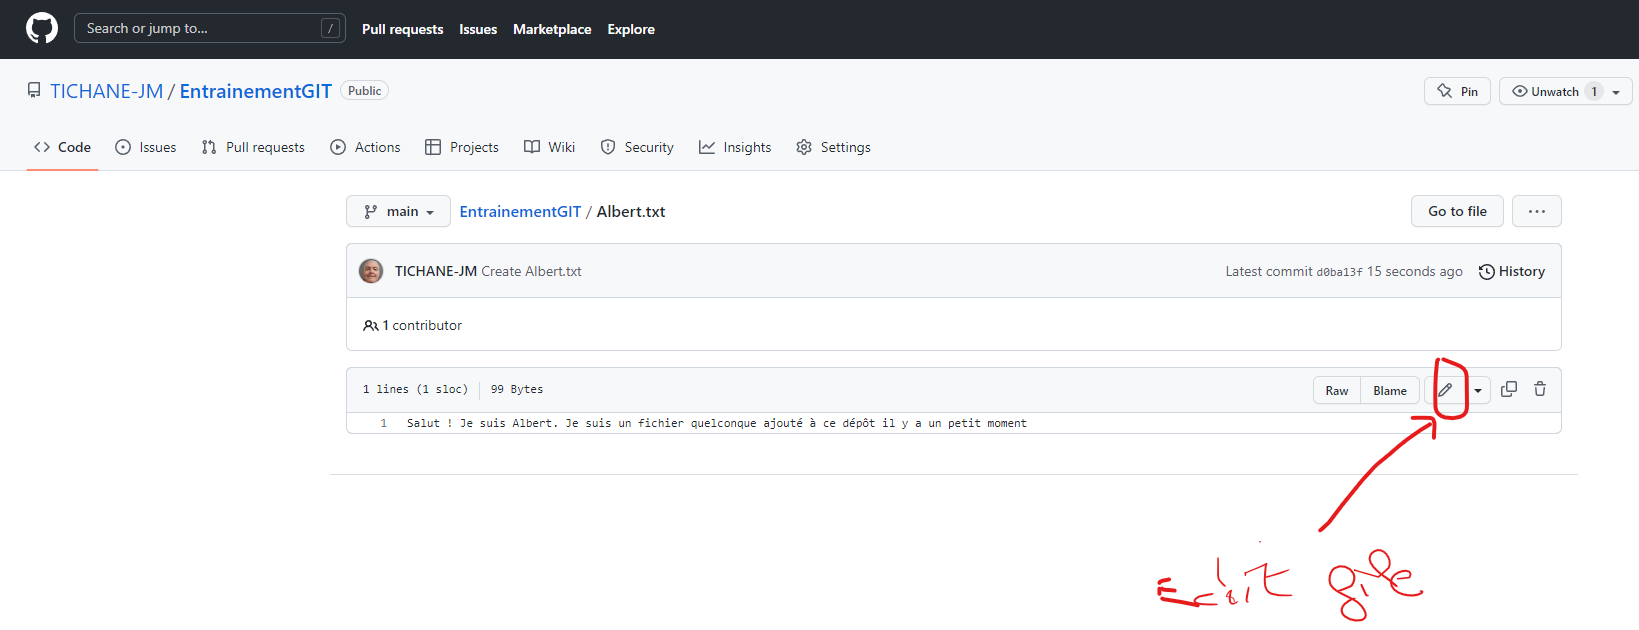 Search or jump to... /
Pull requests Issues Marketplace Explore
TICHANE-JM / EntrainementGIT Public
Pin Unwatch 1
Code Issues Pull requests Actions Projects Wiki Security Insights Settings
main EntrainementGIT / Albert.txt Go to file ...
TICHANE-JM Create Albert.txt Latest commit d0ba13f 15 seconds ago History
1 contributor
1 lines (1 sloc) 99 Bytes Raw Blame
1 Salut ! Je suis Albert. Je suis un fichier quelconque ajouté à ce dépôt il y a un petit moment
Edit file